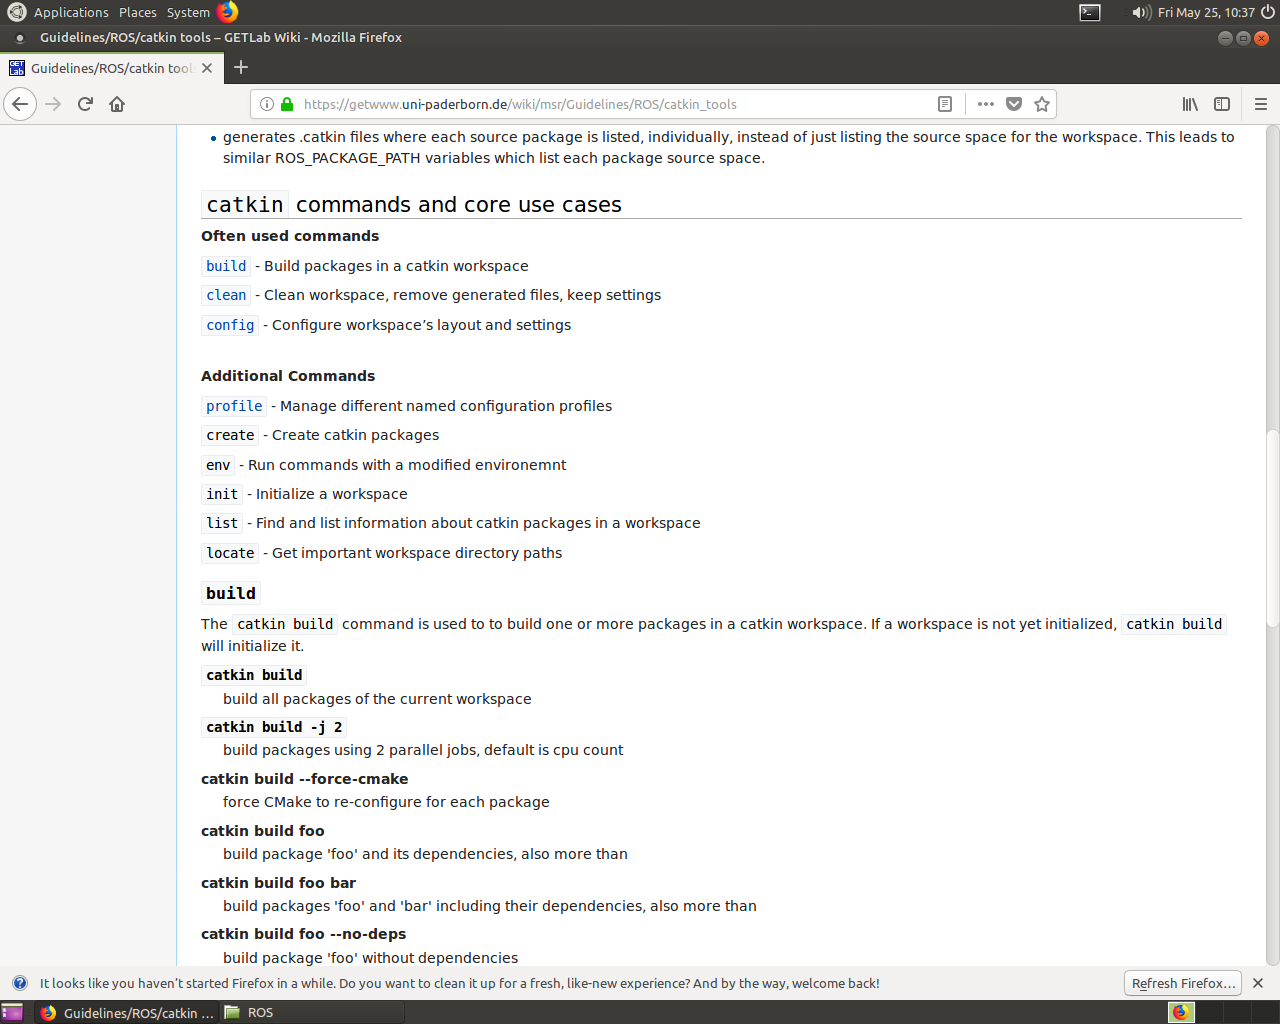 Applications Places System
Fri May 25, 10:37
Guidelines/ROS/catkin tools – GETLab Wiki - Mozilla Firefox
GET Lab
Guidelines/ROS/catkin tools
https://getwww.uni-paderborn.de/wiki/msr/Guidelines/ROS/catkin_tools
generates .catkin files where each source package is listed, individually, instead of just listing the source space for the workspace. This leads to
similar ROS_PACKAGE_PATH variables which list each package source space.
catkin commands and core use cases
Often used commands
build - Build packages in a catkin workspace
clean - Clean workspace, remove generated files, keep settings
config - Configure workspace’s layout and settings
Additional Commands
profile - Manage different named configuration profiles
create - Create catkin packages
env - Run commands with a modified environemnt
init - Initialize a workspace
list - Find and list information about catkin packages in a workspace
locate - Get important workspace directory paths
build
The catkin build command is used to to build one or more packages in a catkin workspace. If a workspace is not yet initialized, catkin build
will initialize it.
catkin build
build all packages of the current workspace
catkin build -j 2
build packages using 2 parallel jobs, default is cpu count
catkin build --force-cmake
force CMake to re-configure for each package
catkin build foo
build package 'foo' and its dependencies, also more than
catkin build foo bar
build packages 'foo' and 'bar' including their dependencies, also more than
catkin build foo --no-deps
build package 'foo' without dependencies
It looks like you haven’t started Firefox in a while. Do you want to clean it up for a fresh, like-new experience? And by the way, welcome back!
Refresh Firefox…
Guidelines/ROS/catkin ...
ROS